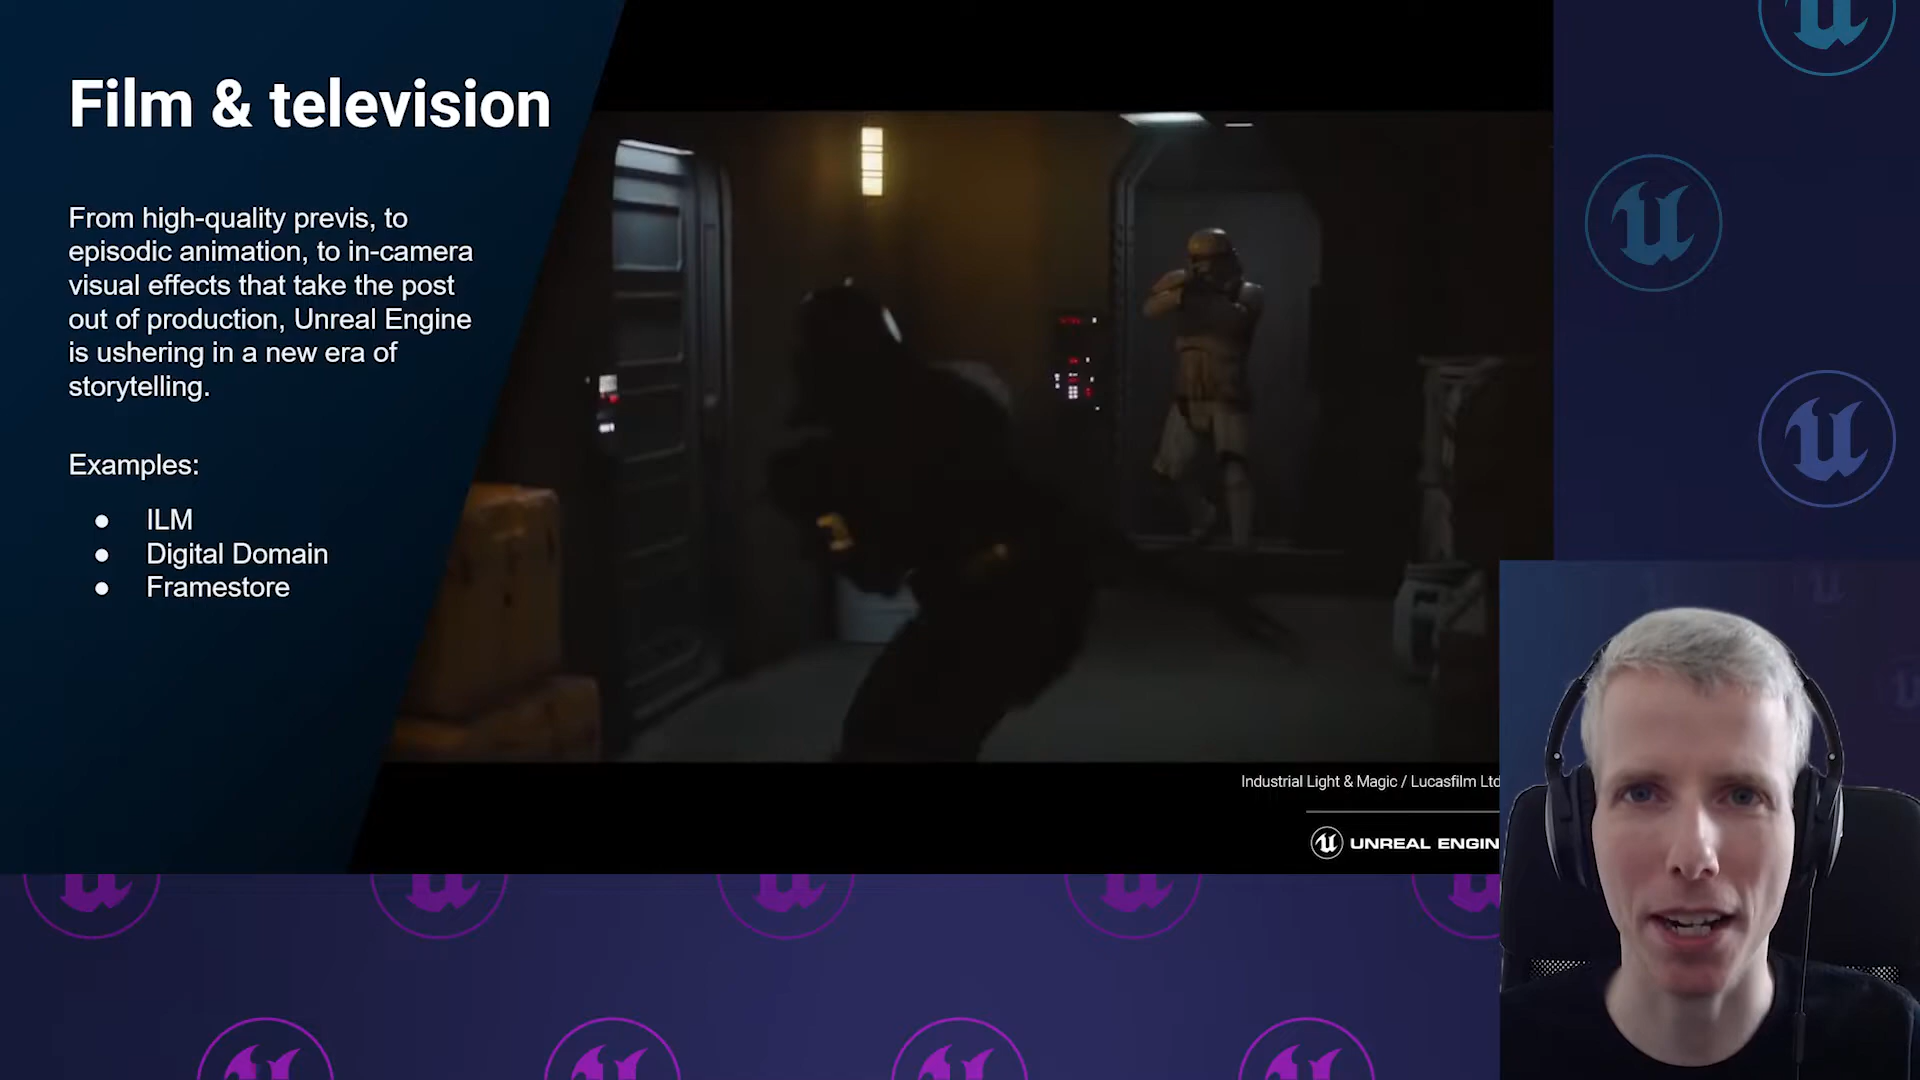 Film & television
From high-quality previs, to
episodic animation, to in-camera
visual effects that take the post
out of production, Unreal Engine
is ushering in a new era of
storytelling.
Examples:
● ILM
● Digital Domain
● Framestore
Industrial Light & Magic / Lucasfilm Ltd
UNREAL ENGIN